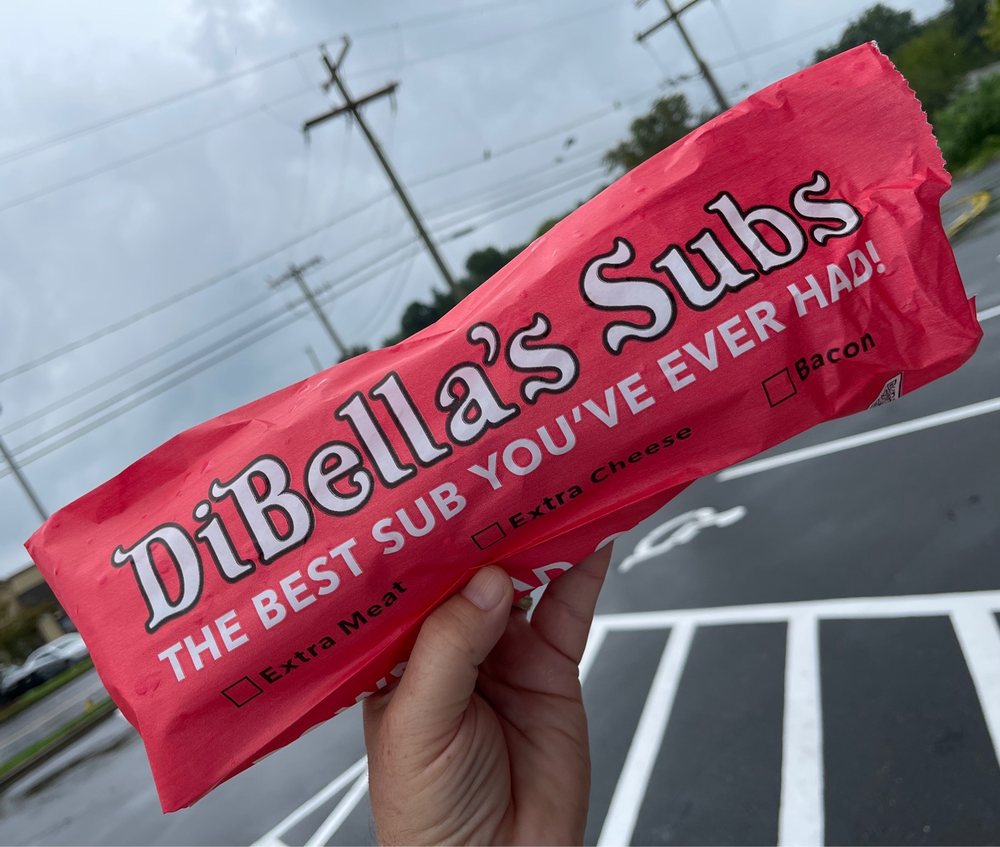 DiBella's Subs
THE BEST SUB YOU'VE EVER HAD!
Extra Meat
Extra Cheese
Bacon